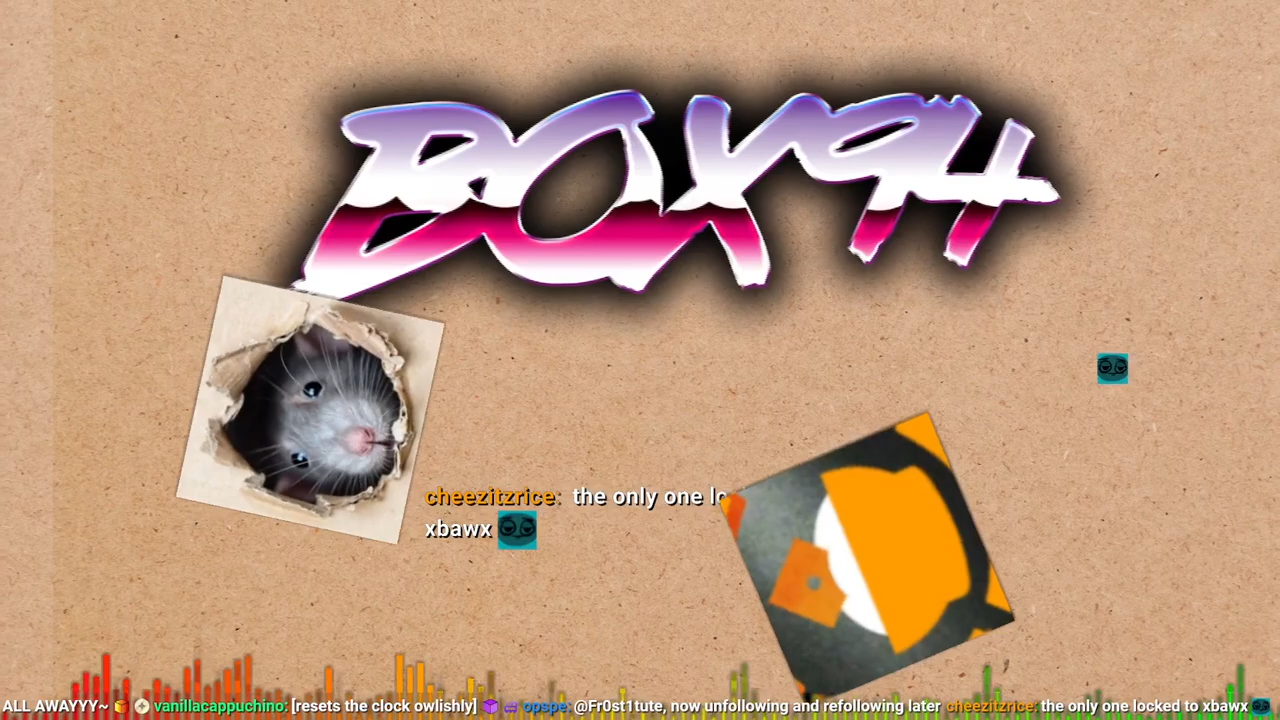 BOX94
cheezitzrice: the only one lo
xbawx
ALL AWAYYY~ vanillacappuchino: [resets the clock owlishly] opspe: @Fr0st1tute, now unfollowing and refollowing later cheezitzrice: the only one locked to xbawx